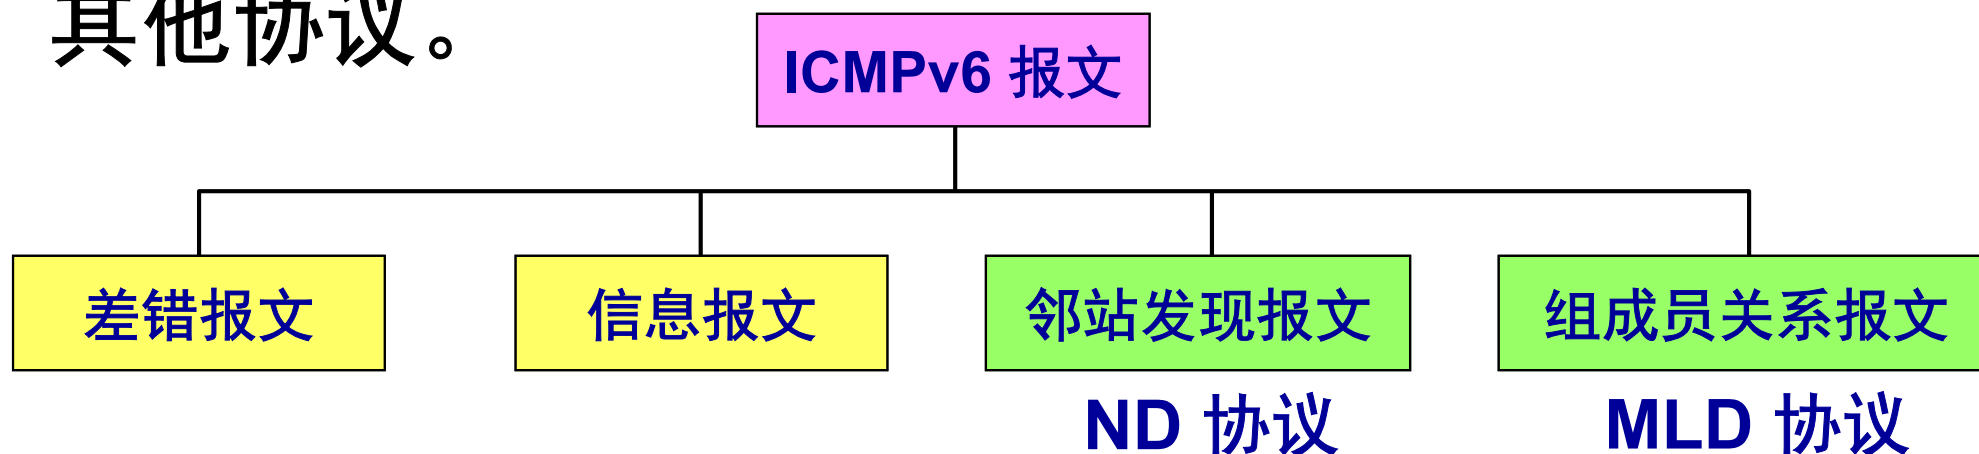 其他协议。
ICMPv6 报文
差错报文
信息报文
邻站发现报文
组成员关系报文
ND 协议
MLD 协议